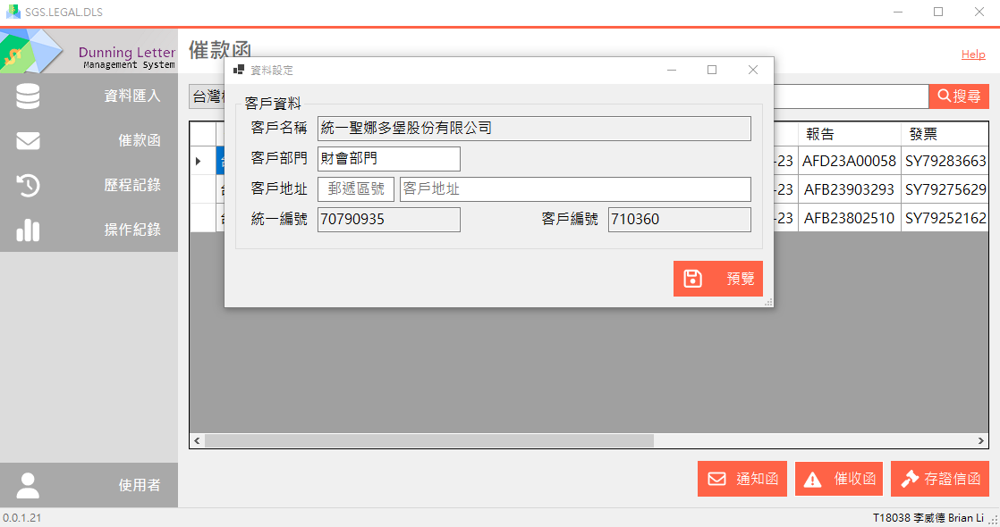 SGS.LEGAL.DLS
Dunning Letter
Management System
催款函
Help
資料匯入
催款函
歷程記錄
操作紀錄
使用者
台灣
搜尋
資料設定
客戶資料
客戶名稱 統一聖娜多堡股份有限公司
客戶部門 財會部門
客戶地址 郵遞區號 客戶地址
統一編號 70790935 客戶編號 710360
預覽
報告 發票
-23 AFD23A00058 SY79283663
-23 AFB23903293 SY79275629
-23 AFB23802510 SY79252162
通知函 催收函 存證信函
0.0.1.21
T18038 李威德 Brian Li